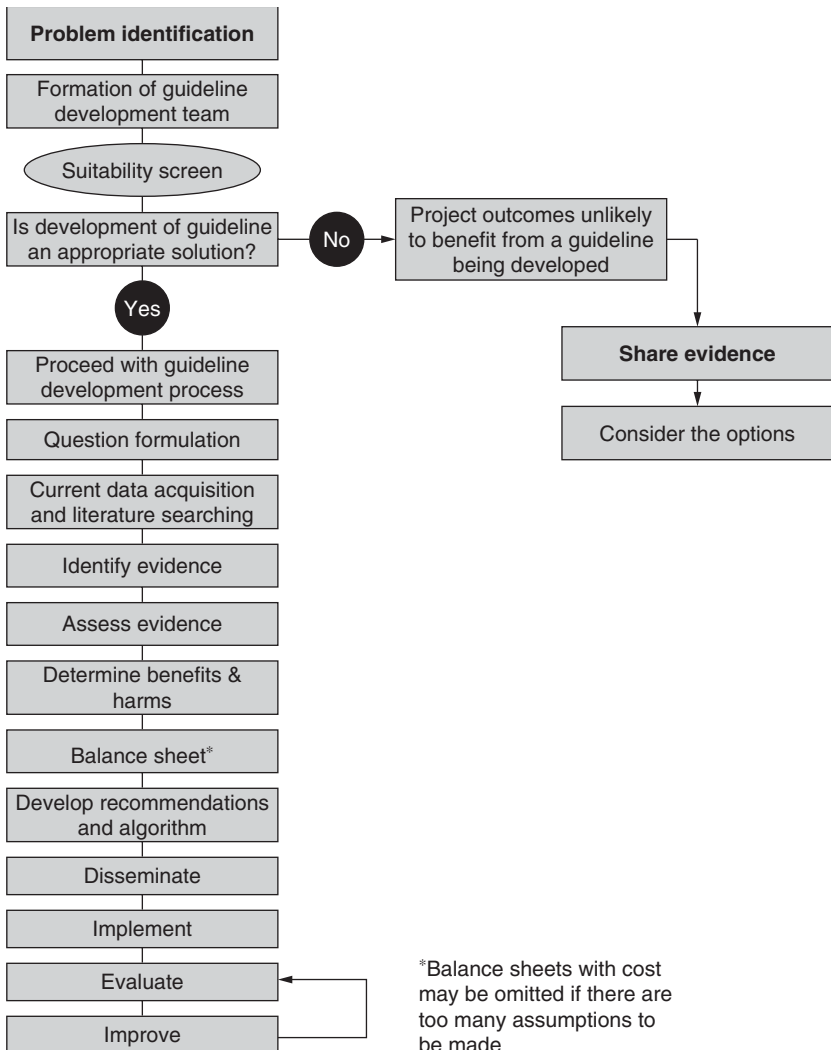 Problem identification
Formation of guideline
development team
Suitability screen
Is development of guideline
an appropriate solution?
No
Project outcomes unlikely
to benefit from a guideline
being developed
Yes
Share evidence
Consider the options
Proceed with guideline
development process
Question formulation
Current data acquisition
and literature searching
Identify evidence
Assess evidence
Determine benefits &
harms
Balance sheet*
Develop recommendations
and algorithm
Disseminate
Implement
Evaluate
Improve
*Balance sheets with cost
may be omitted if there are
too many assumptions to
be made